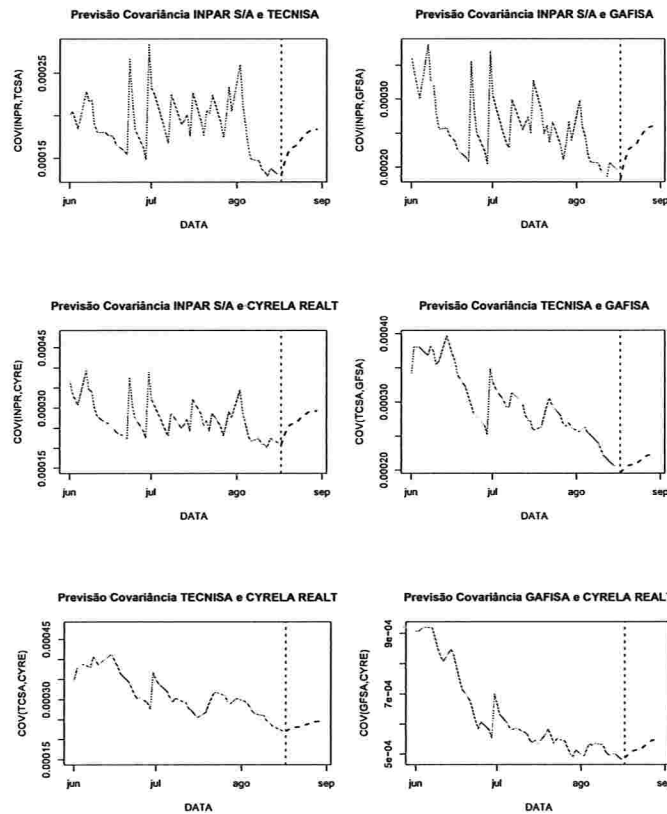 Previsão Covariância INPAR S/A e TECNISA
COV(INPR,TCSA)
0.00015 0.00025
jun jul ago sep
DATA
Previsão Covariância INPAR S/A e GAFISA
COV(INPR,GFSA)
0.00020 0.00030
jun jul ago sep
DATA
Previsão Covariância INPAR S/A e CYRELA REALT
COV(INPR,CYRE)
0.00015 0.00030 0.00045
jun jul ago sep
DATA
Previsão Covariância TECNISA e GAFISA
COV(TCSA,GFSA)
0.00020 0.00030 0.00040
jun jul ago sep
DATA
Previsão Covariância TECNISA e CYRELA REALT
COV(TCSA,CYRE)
0.00015 0.00030 0.00045
jun jul ago sep
DATA
Previsão Covariância GAFISA e CYRELA REALT
COV(GFSA,CYRE)
5e-04 7e-04 9e-04
jun jul ago sep
DATA